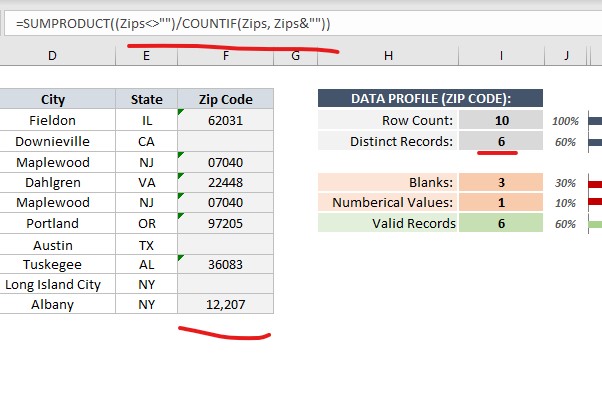 =SUMPRODUCT((Zips<>"")/COUNTIF(Zips, Zips&""))
D E F G H I J
City State Zip Code DATA PROFILE (ZIP CODE):
Fieldon IL 62031 Row Count: 10 100%
Downieville CA Distinct Records: 6 60%
Maplewood NJ 07040
Dahlgren VA 22448 Blanks: 3 30%
Maplewood NJ 07040 Numberical Values: 1 10%
Portland OR 97205 Valid Records 6 60%
Austin TX
Tuskegee AL 36083
Long Island City NY
Albany NY 12,207